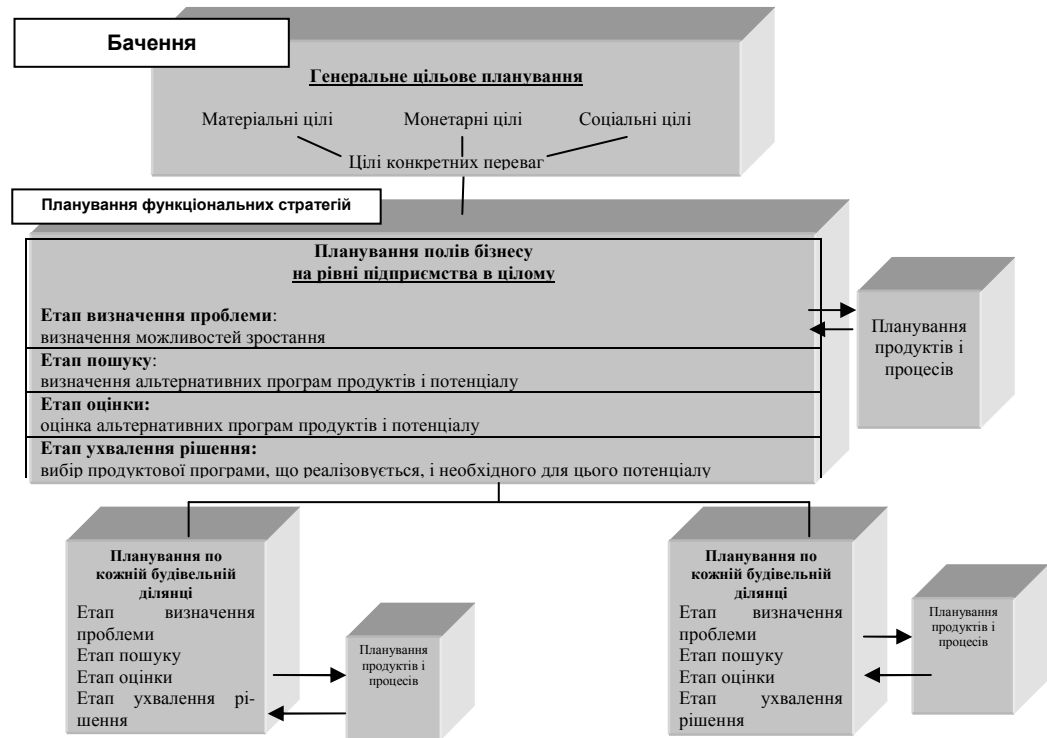 Бачення
Генеральне цільове планування
Матеріальні цілі Монетарні цілі Соціальні цілі
Цілі конкретних переваг
Планування функціональних стратегій
Планування полів бізнесу
на рівні підприємства в цілому
Етап визначення проблеми:
визначення можливостей зростання
Етап пошуку:
визначення альтернативних програм продуктів і потенціалу
Етап оцінки:
оцінка альтернативних програм продуктів і потенціалу
Етап ухвалення рішення:
вибір продуктової програми, що реалізовується, і необхідного для цього потенціалу
Планування
продуктів і
процесів
Планування по
кожній будівельній
ділянці
Етап визначення
проблеми
Етап пошуку
Етап оцінки
Етап ухвалення рі-
шення
Планування
продуктів і
процесів
Планування по
кожній будівельній
ділянці
Етап визначення
проблеми
Етап пошуку
Етап оцінки
Етап ухвалення
рішення
Планування
продуктів і
процесів